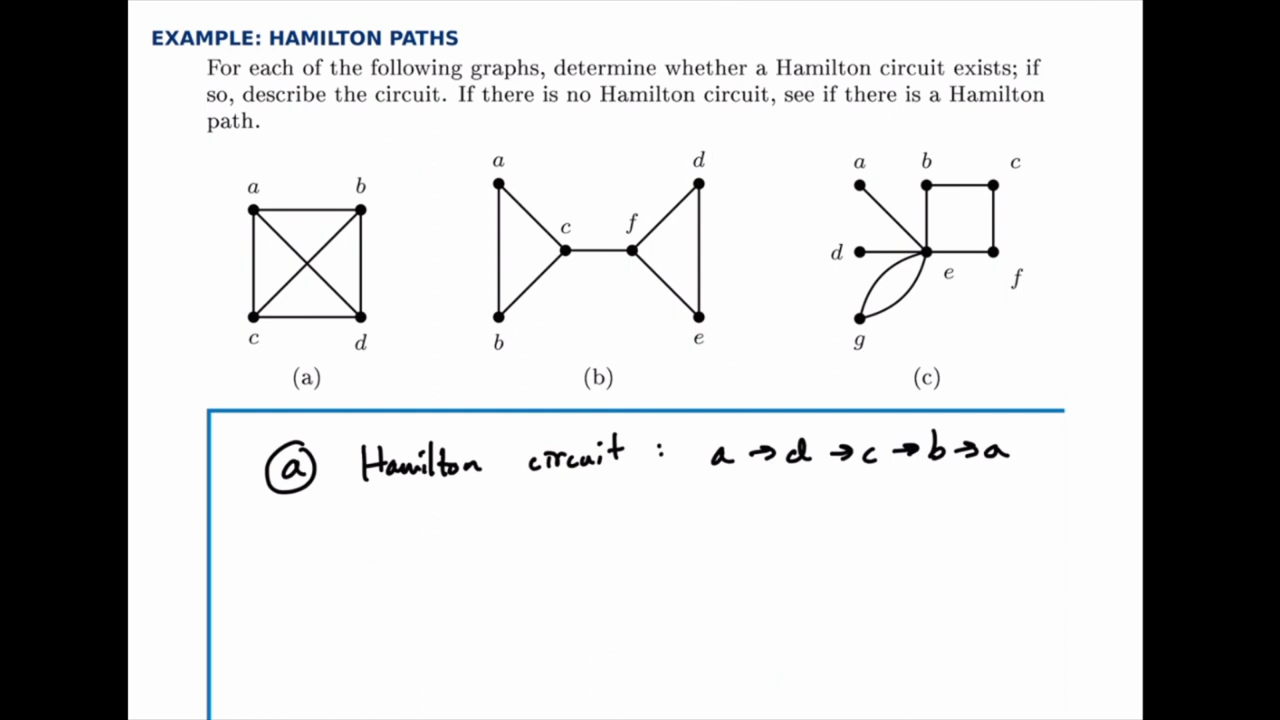 EXAMPLE: HAMILTON PATHS
For each of the following graphs, determine whether a Hamilton circuit exists; if
so, describe the circuit. If there is no Hamilton circuit, see if there is a Hamilton
path.
a b c d
(a)
a b c f d e
(b)
a b c d e f g
(c)
ⓐ Hamilton circuit : a → d → c → b → a